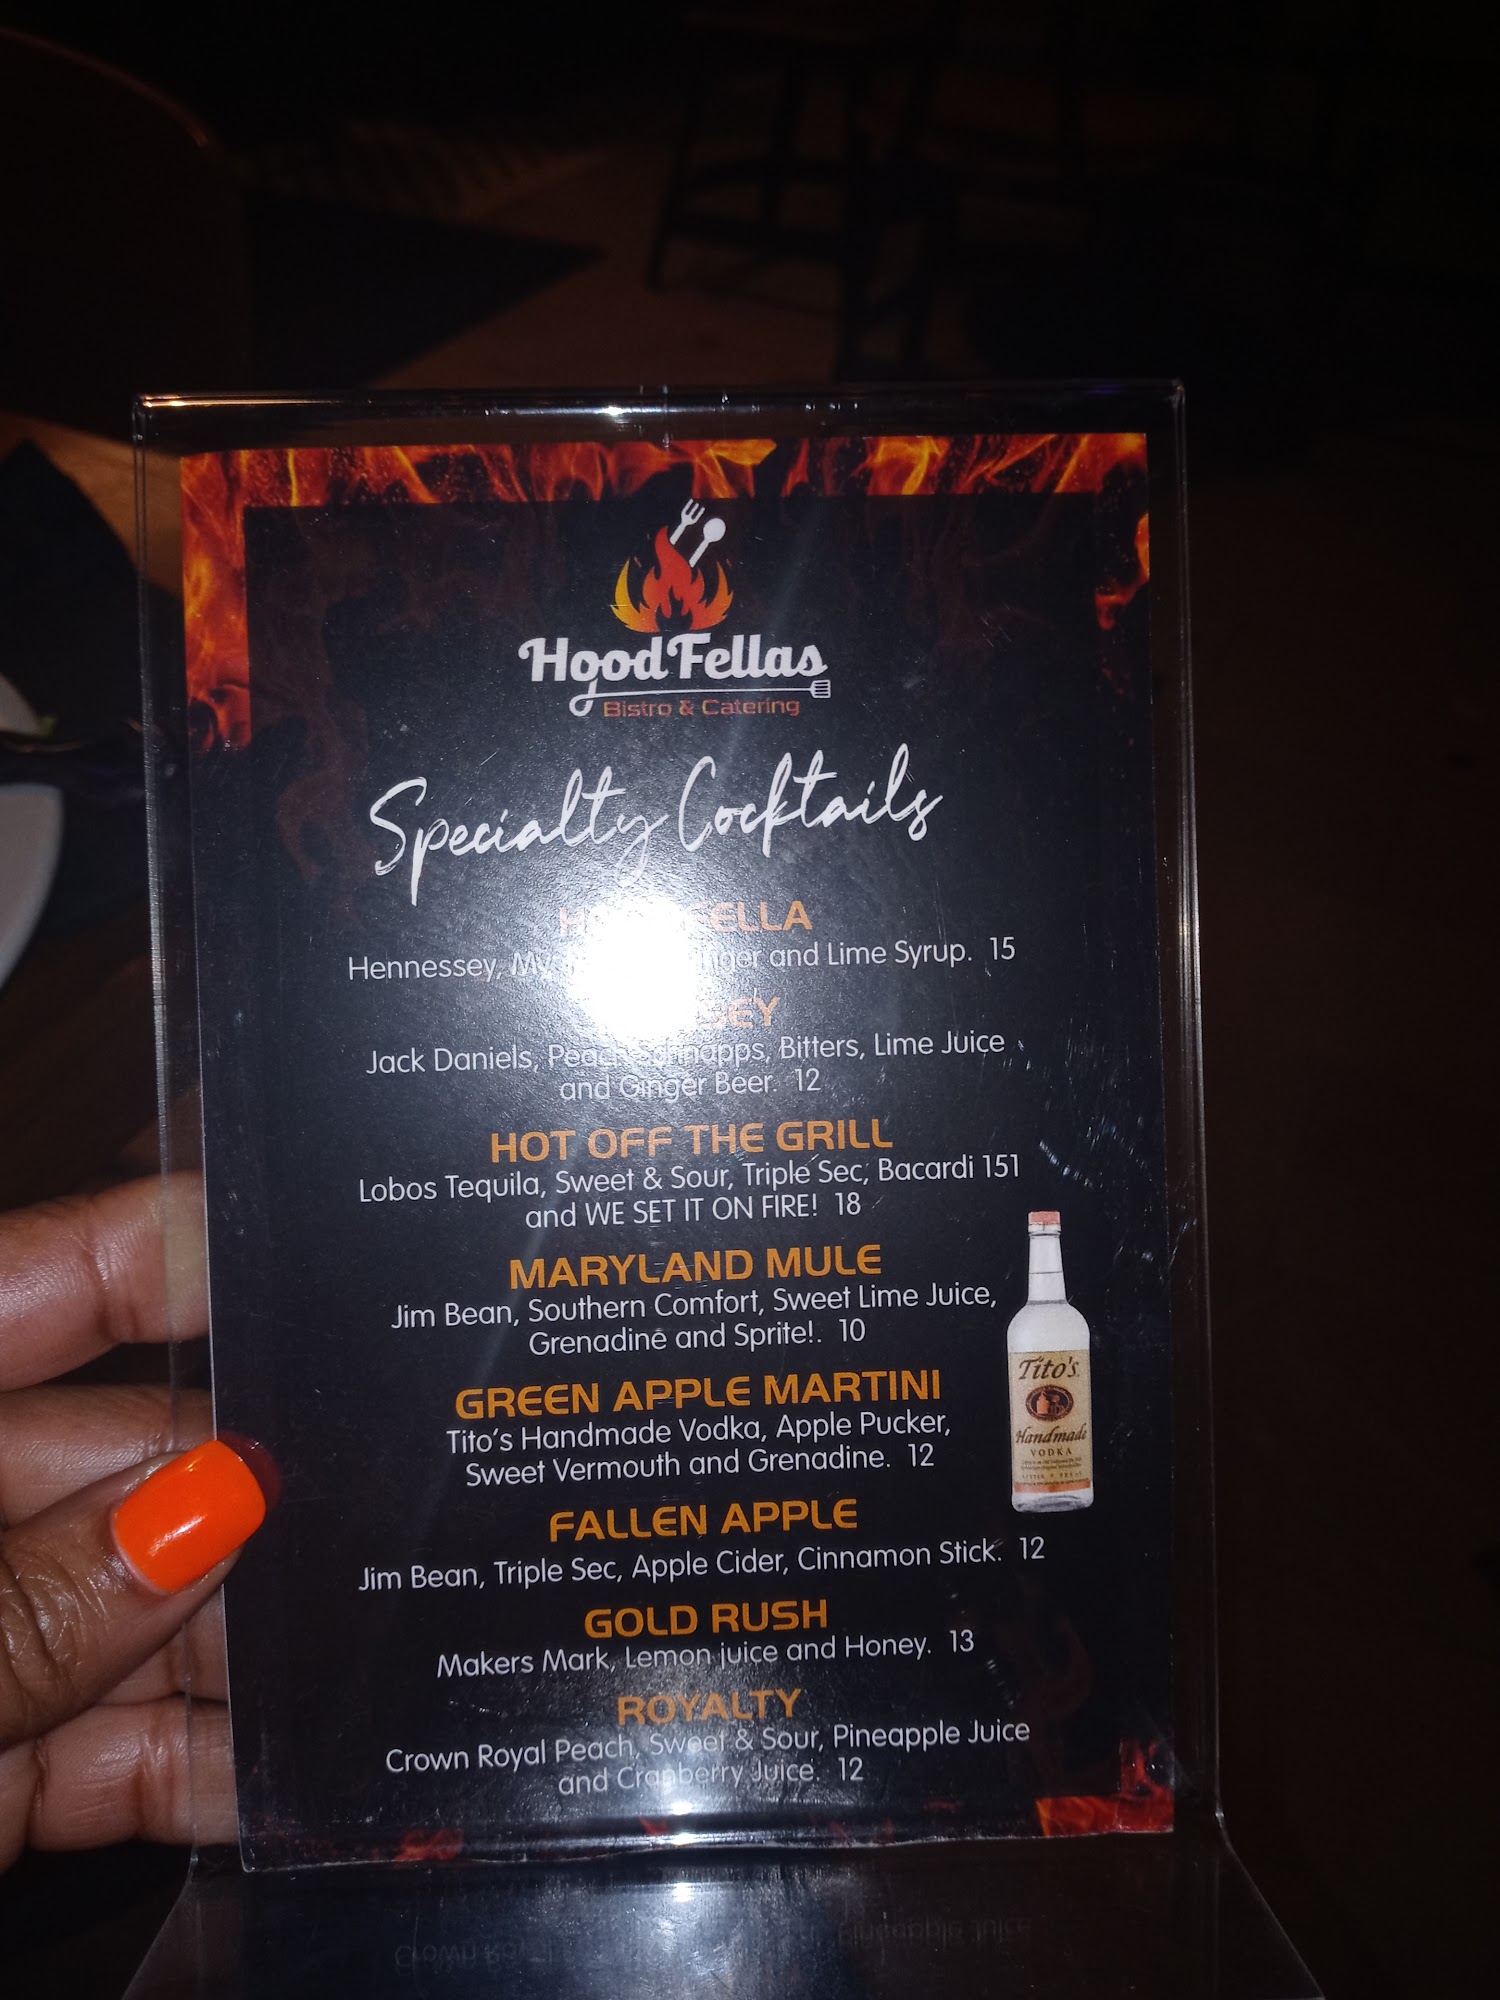 HoodFellas
Bistro & Catering
Specialty Cocktails
Hennessey, and Lime Syrup. 15
Jack Daniels, Peach Schnapps, Bitters, Lime Juice
and Ginger Beer. 12
HOT OFF THE GRILL
Lobos Tequila, Sweet & Sour, Triple Sec, Bacardi 151
and WE SET IT ON FIRE! 18
MARYLAND MULE
Jim Bean, Southern Comfort, Sweet Lime Juice,
Grenadine and Sprite!. 10
GREEN APPLE MARTINI
Tito's Handmade Vodka, Apple Pucker,
Sweet Vermouth and Grenadine. 12
Tito's
Handmade
VODKA
FALLEN APPLE
Jim Bean, Triple Sec, Apple Cider, Cinnamon Stick. 12
GOLD RUSH
Makers Mark, Lemon juice and Honey. 13
ROYALTY
Crown Royal Peach, Sweet & Sour, Pineapple Juice
and Cranberry Juice. 12